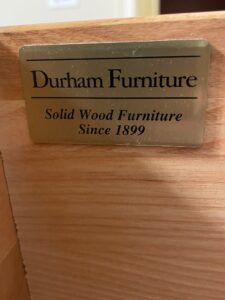 Durham Furniture
Solid Wood Furniture
Since 1899